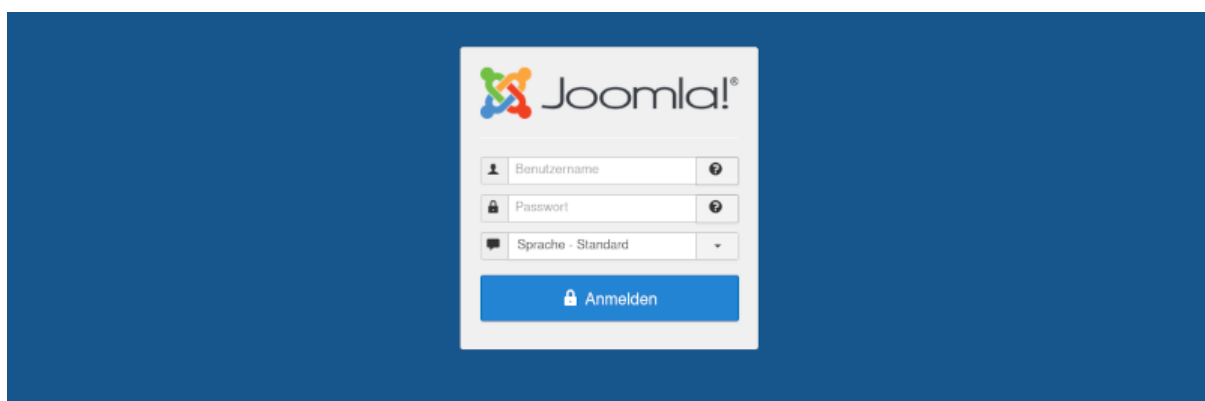 Joomla!®
Benutzername
Passwort
Sprache - Standard
Anmelden